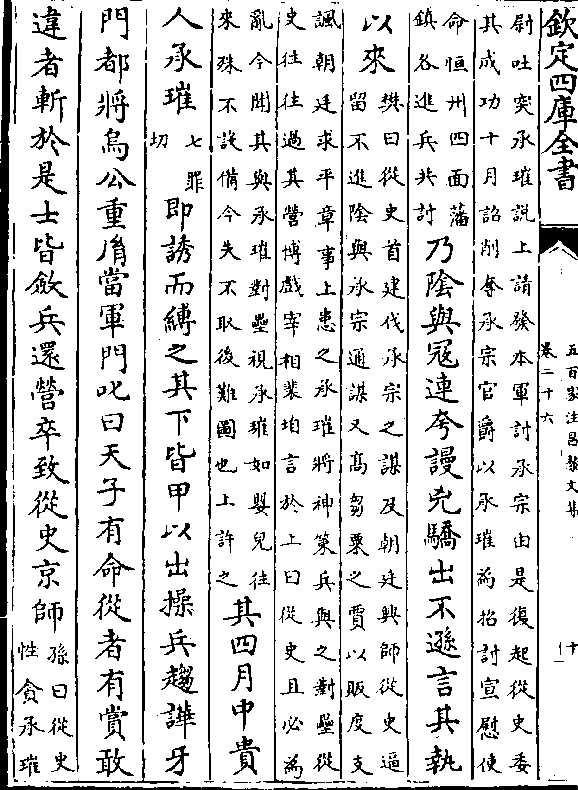 欽定四庫全書
五百家注昌黎文集
卷二十六
十一
尉吐突承璀說上請發本軍討承宗由是復起從史委
其成功十月詔削奪承宗官爵以承璀為招討宣慰使
命恒州四面藩
鎮各進兵共討
乃陰與冦連夸謾兇驕出不遜言其執
以來
樊曰從史首建伐承宗之謀及朝廷興師從史逗
留不進陰與承宗通謀又髙芻粟之賈以販度支
諷朝廷求平章事上患之承璀將神策兵與之對壘從
史往往過其營博戲宰相裴垍言於上曰從史且必為
亂今聞其與承璀對壘視承璀如嬰兒往
來殊不設備今失不取後難圖也上許之
其四月中貴
人承璀
七罪
切
即誘而縛之其下皆甲以出操兵趨譁牙
門都將烏公重胤當軍門叱曰天子有命從者有賞敢
違者斬於是士皆斂兵還營卒致從史京師
孫曰從史
性貪承璀